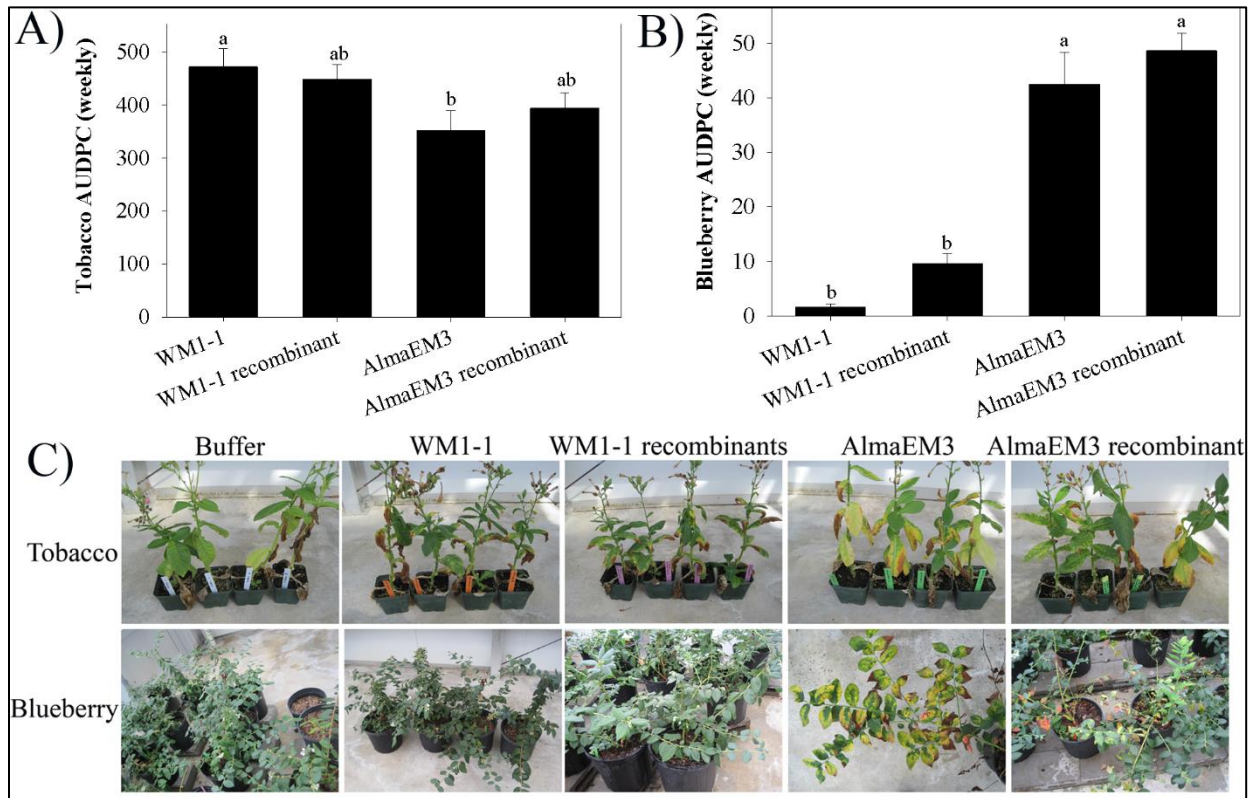 A)
Tobacco AUDPC (weekly)
500
400
300
200
100
0
a
ab
b
ab
WM1-1
WM1-1 recombinant
AlmaEM3
AlmaEM3 recombinant
B)
Blueberry AUDPC (weekly)
50
40
30
20
10
0
b
b
a
a
WM1-1
WM1-1 recombinant
AlmaEM3
AlmaEM3 recombinant
C)
Buffer
WM1-1
WM1-1 recombinants
AlmaEM3
AlmaEM3 recombinant
Tobacco
Blueberry